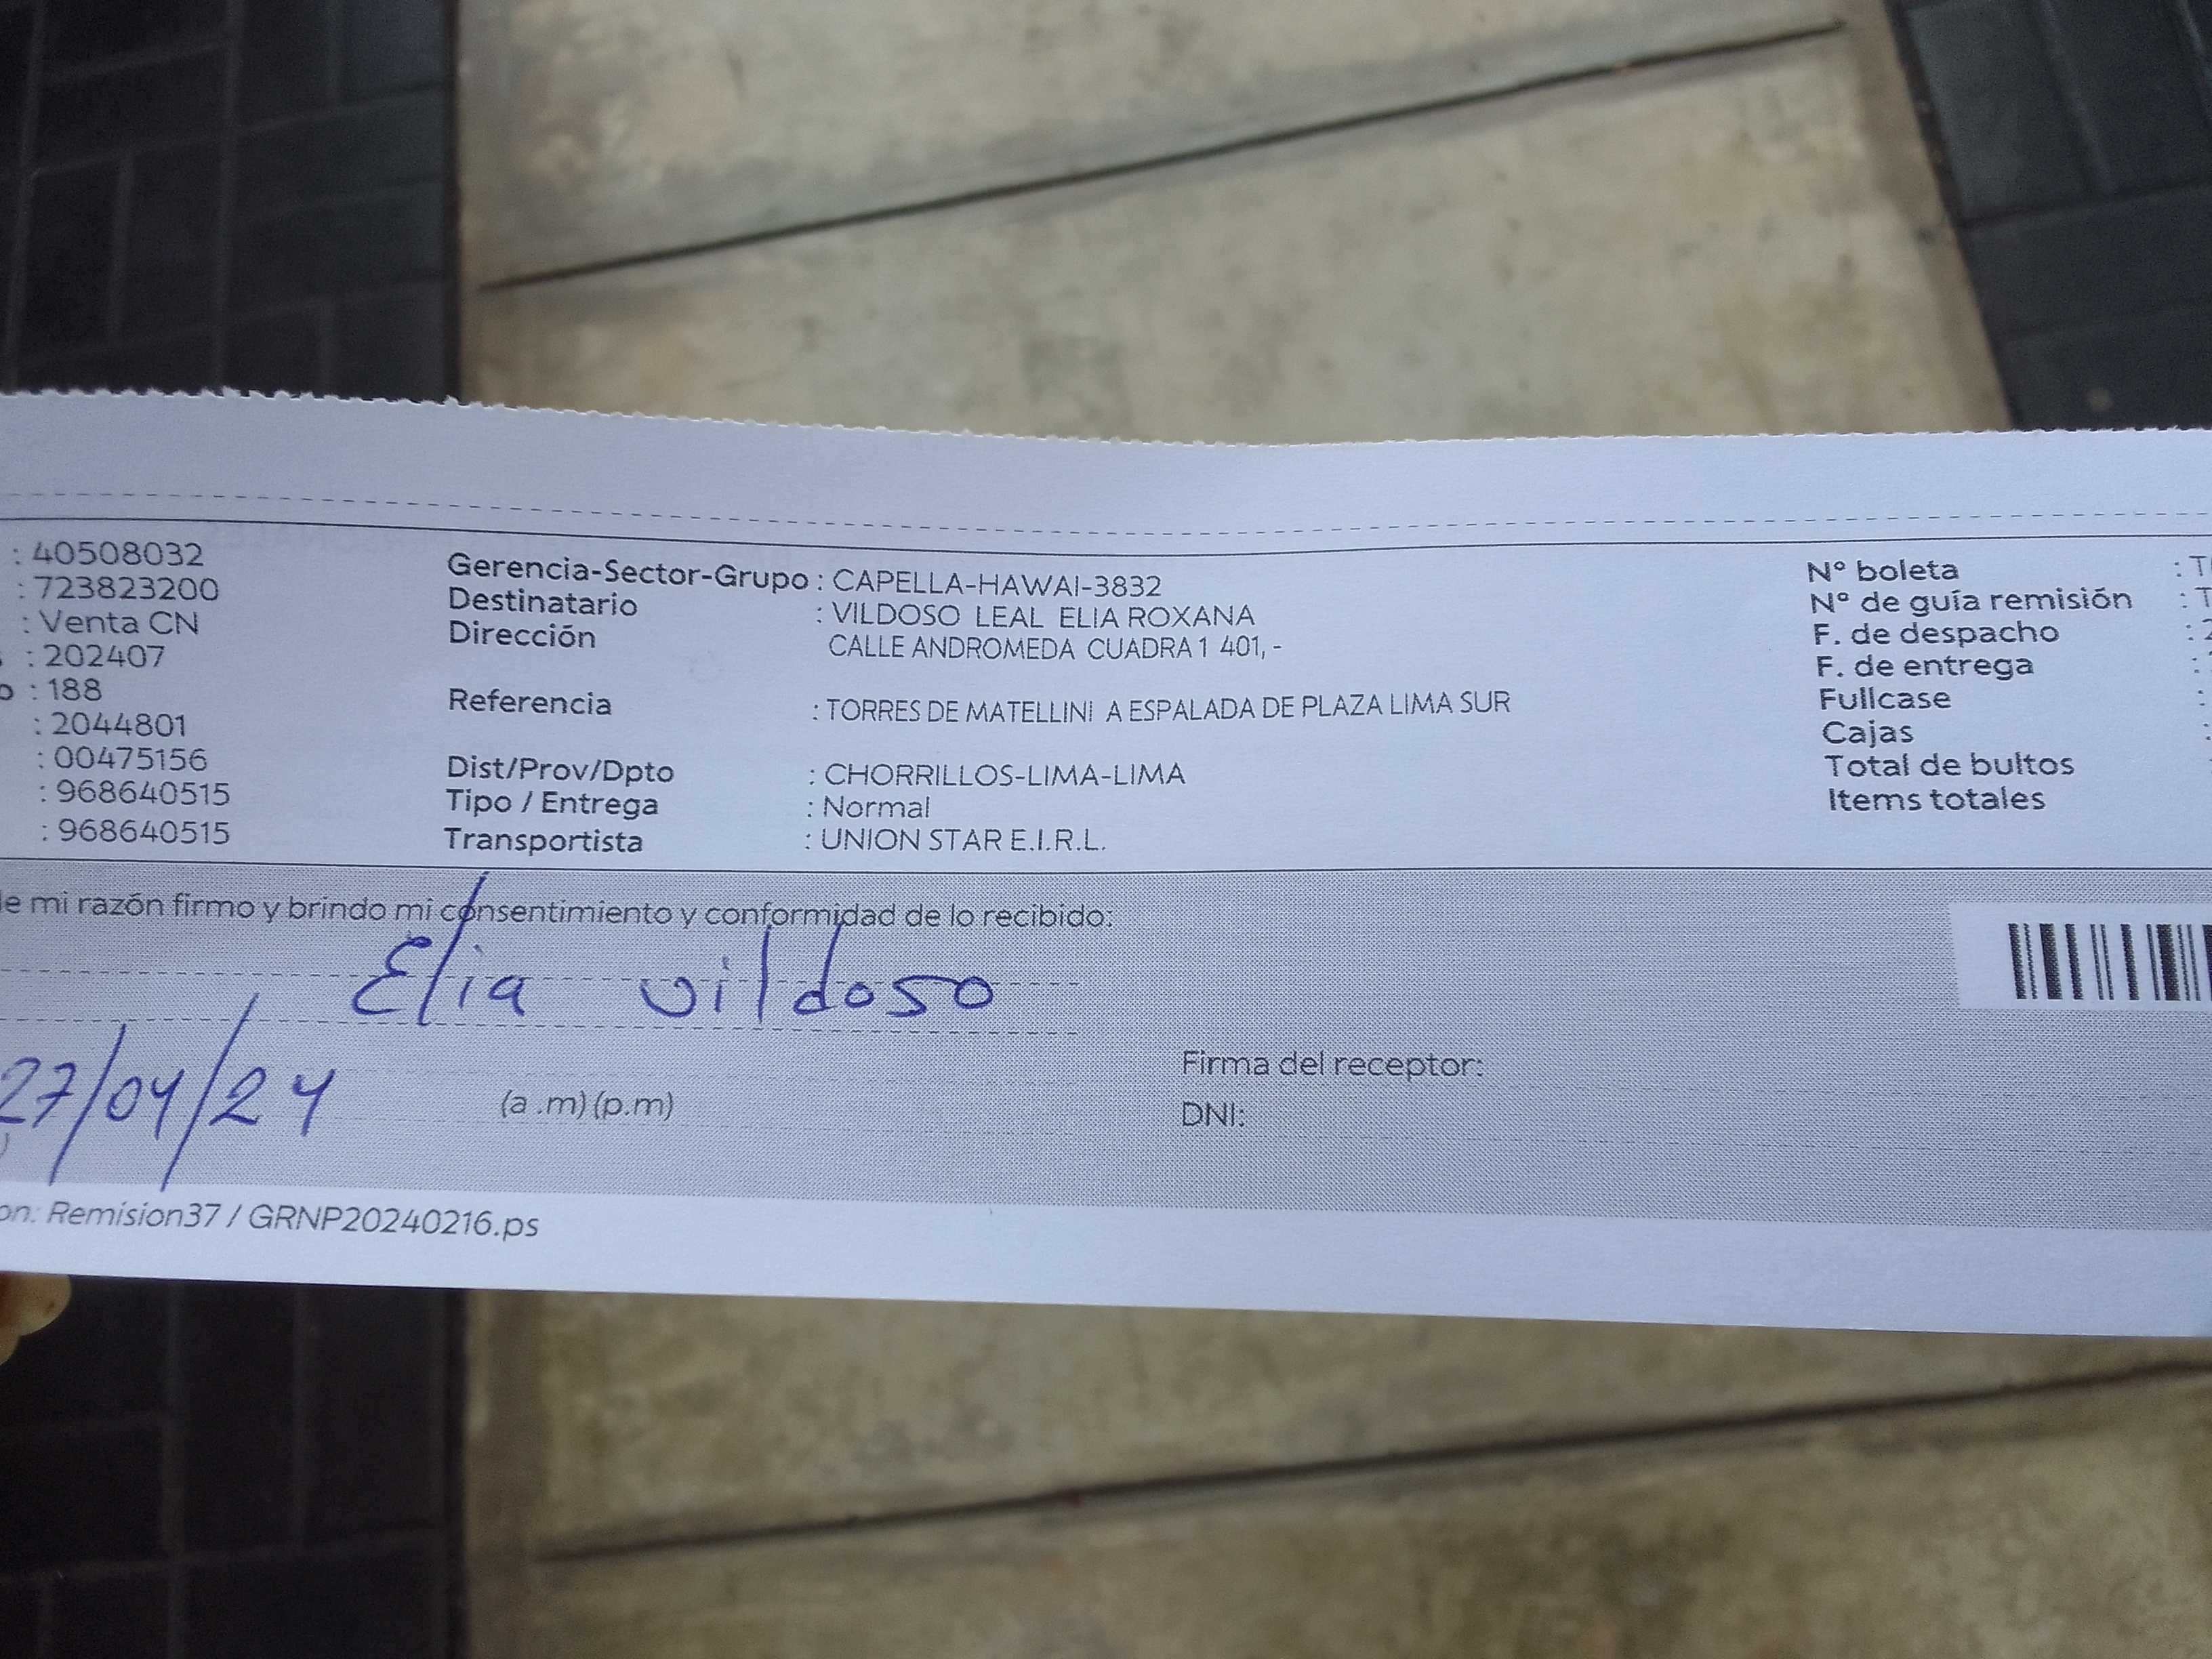 : 40508032
: 723823200
: Venta CN
: 202407
: 188
: 2044801
: 00475156
: 968640515
: 968640515
Gerencia-Sector-Grupo : CAPELLA-HAWAI-3832
Destinatario : VILDOSO LEAL ELIA ROXANA
Dirección CALLE ANDROMEDA CUADRA 1 401, -
Referencia : TORRES DE MATELLINI A ESPALADA DE PLAZA LIMA SUR
Dist/Prov/Dpto : CHORRILLOS-LIMA-LIMA
Tipo / Entrega : Normal
Transportista : UNION STAR E.I.R.L.
Nº boleta :
Nº de guía remisión :
F. de despacho :
F. de entrega :
Fullcase :
Cajas :
Total de bultos
Items totales
mi razón firmo y brindo mi consentimiento y conformidad de lo recibido:
Elia vildoso
27/04/24 (a .m) (p.m)
Firma del receptor:
DNI:
Remision37 / GRNP20240216.ps